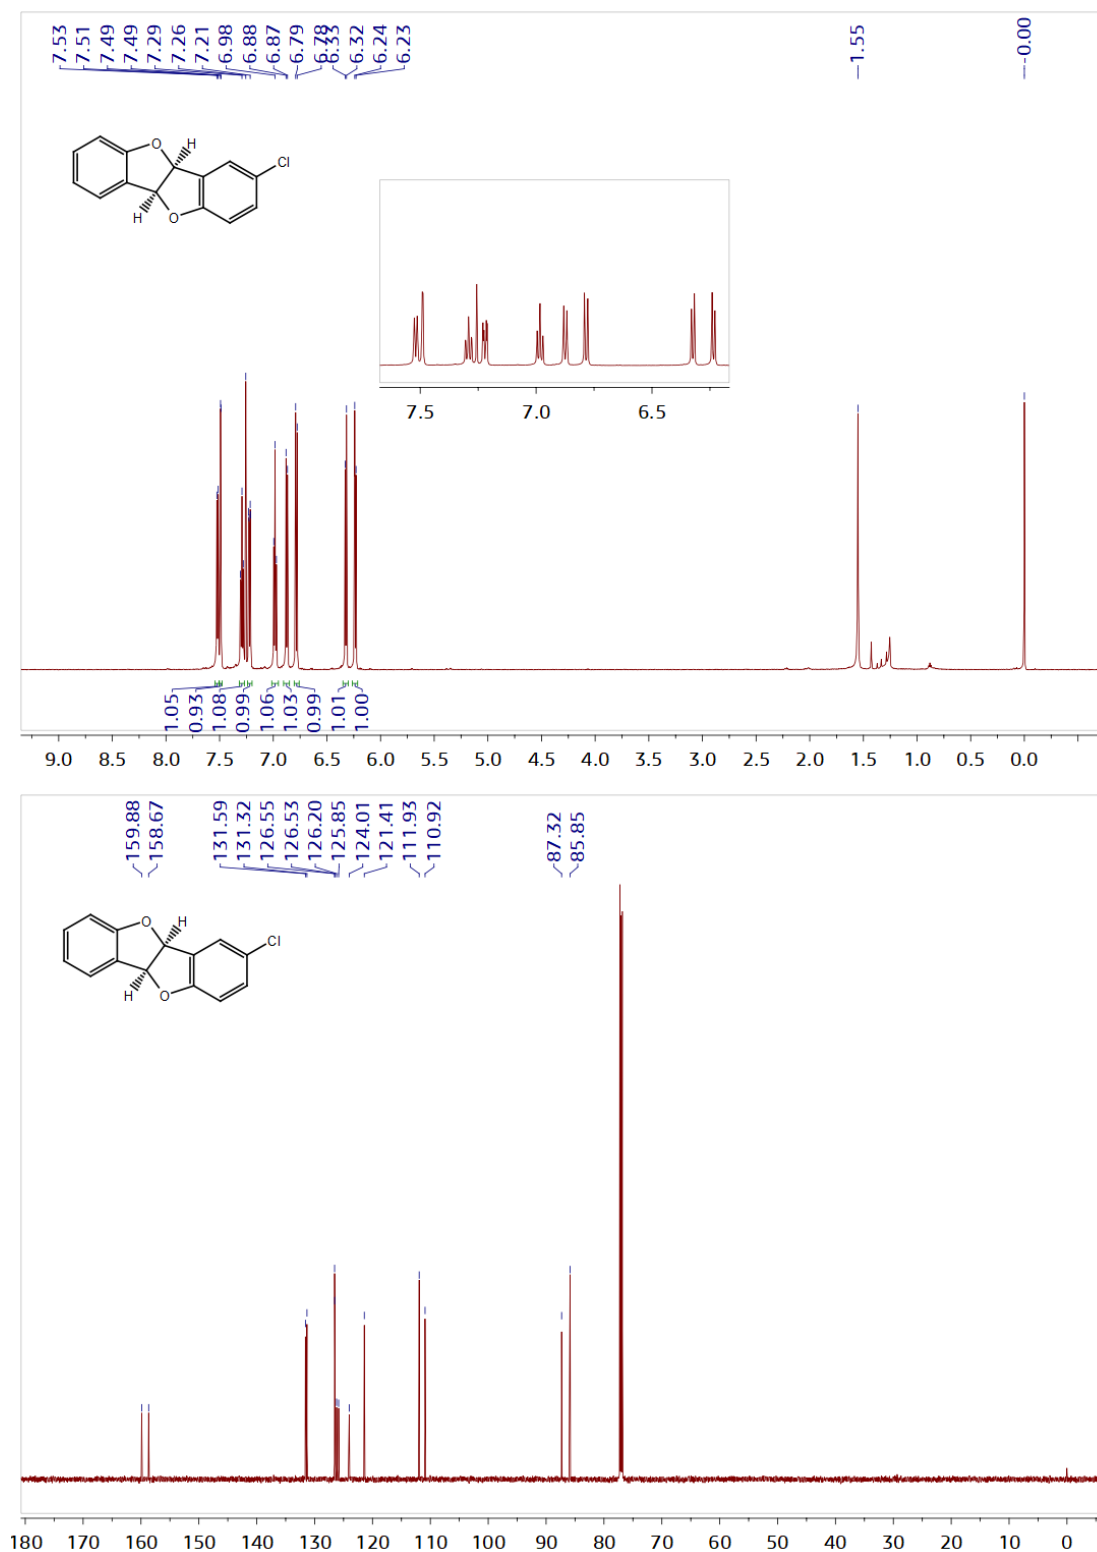 7.53 7.51 7.49 7.49 7.29 7.26 7.21 6.98 6.88 6.87 6.79 6.78 6.33 6.32 6.24 6.23 1.55 -0.00
O H Cl
H O
7.5 7.0 6.5
1.05 0.93 1.08 0.99 1.06 1.03 0.99 1.01 1.00
9.0 8.5 8.0 7.5 7.0 6.5 6.0 5.5 5.0 4.5 4.0 3.5 3.0 2.5 2.0 1.5 1.0 0.5 0.0
159.88 158.67 131.59 131.32 126.55 126.53 126.20 125.85 124.01 121.41 111.93 110.92 87.32 85.85
O H Cl
H O
180 170 160 150 140 130 120 110 100 90 80 70 60 50 40 30 20 10 0